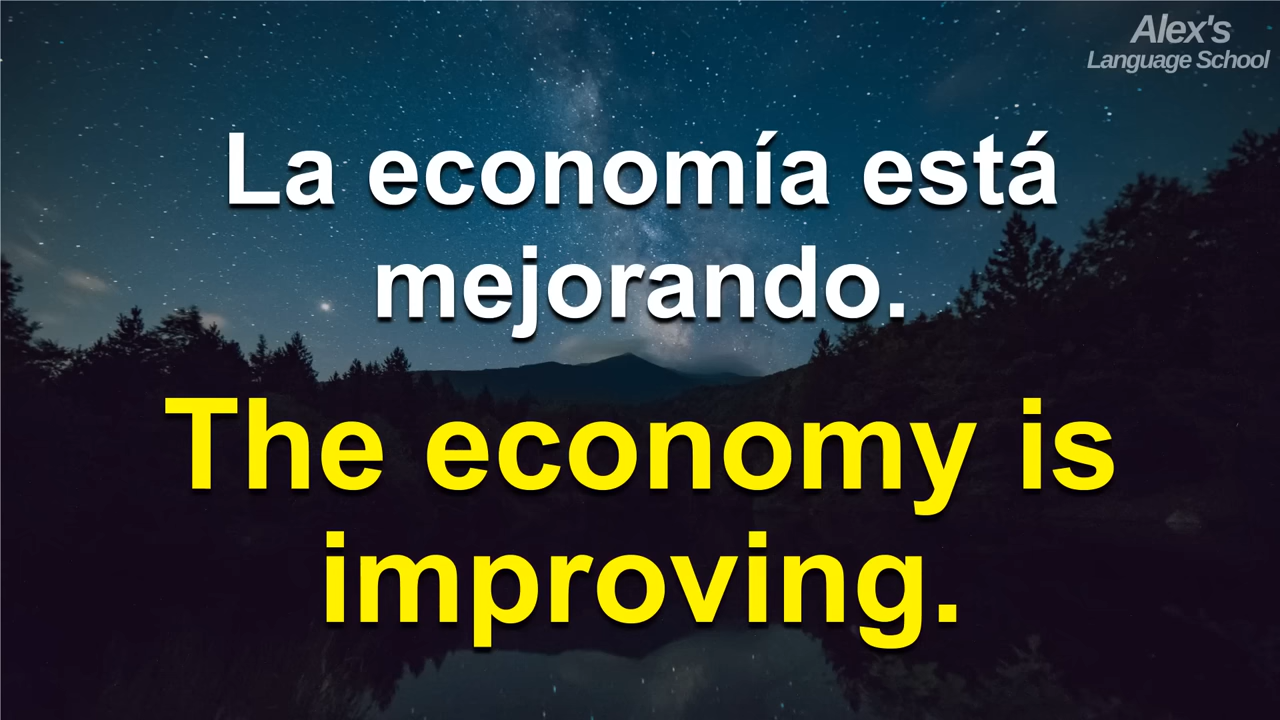 Alex's
Language School
La economía está
mejorando.
The economy is
improving.